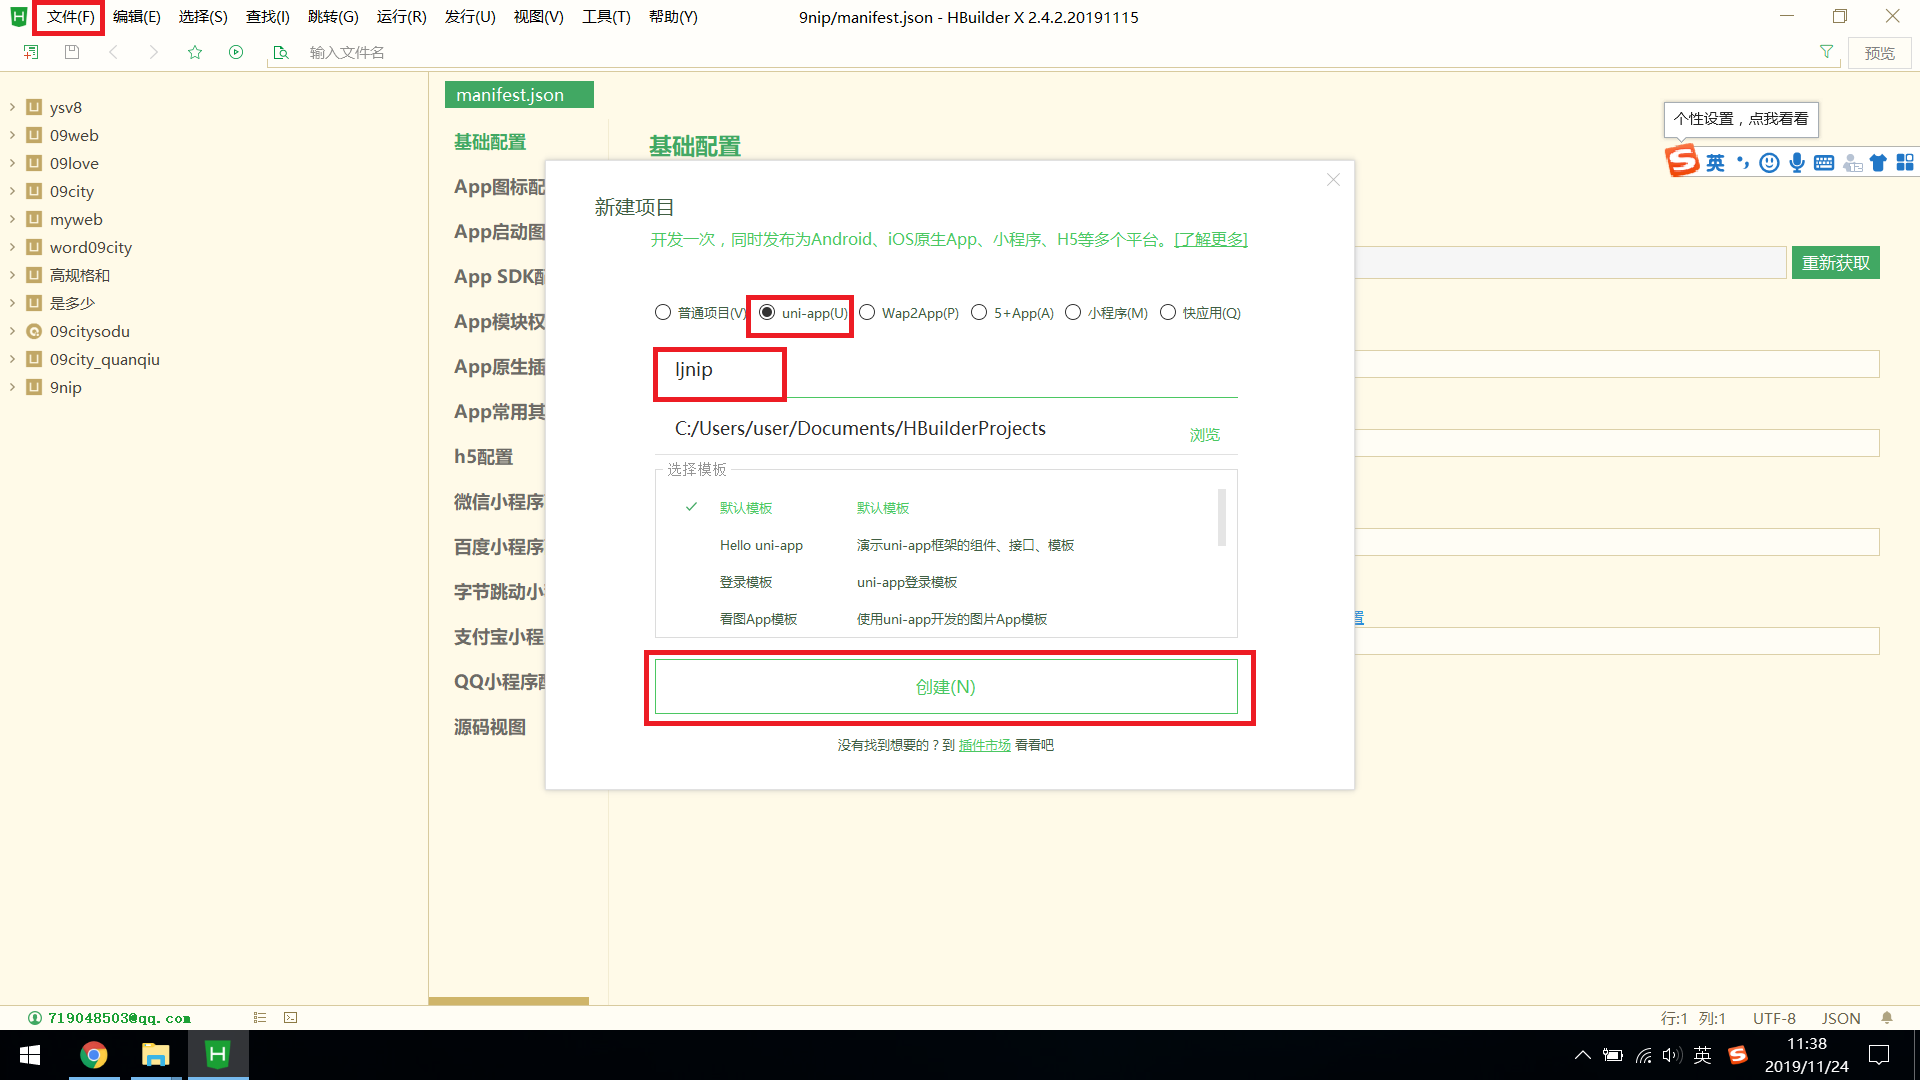 文件(F) 编辑(E) 选择(S) 查找(I) 跳转(G) 运行(R) 发行(U) 视图(V) 工具(T) 帮助(Y) 9nip/manifest.json - HBuilder X 2.4.2.20191115
输入文件名 预览
ysv8
09web
09love
09city
myweb
word09city
高规格和
是多少
09citysodu
09city_quanqiu
9nip
manifest.json
基础配置
App图标配
App启动图
App SDK配
App模块权
App原生插
App常用其
h5配置
微信小程序
百度小程序
字节跳动小
支付宝小程
QQ小程序配
源码视图
基础配置
个性设置，点我看看
英
重新获取
置
新建项目
开发一次，同时发布为Android、iOS原生App、小程序、H5等多个平台。[了解更多]
普通项目(V) uni-app(U) Wap2App(P) 5+App(A) 小程序(M) 快应用(Q)
ljnip
C:/Users/user/Documents/HBuilderProjects 浏览
选择模板
默认模板 默认模板
Hello uni-app 演示uni-app框架的组件、接口、模板
登录模板 uni-app登录模板
看图App模板 使用uni-app开发的图片App模板
创建(N)
没有找到想要的？到 插件市场 看看吧
719048503@qq.com 行:1 列:1 UTF-8 JSON
英 11:38
2019/11/24